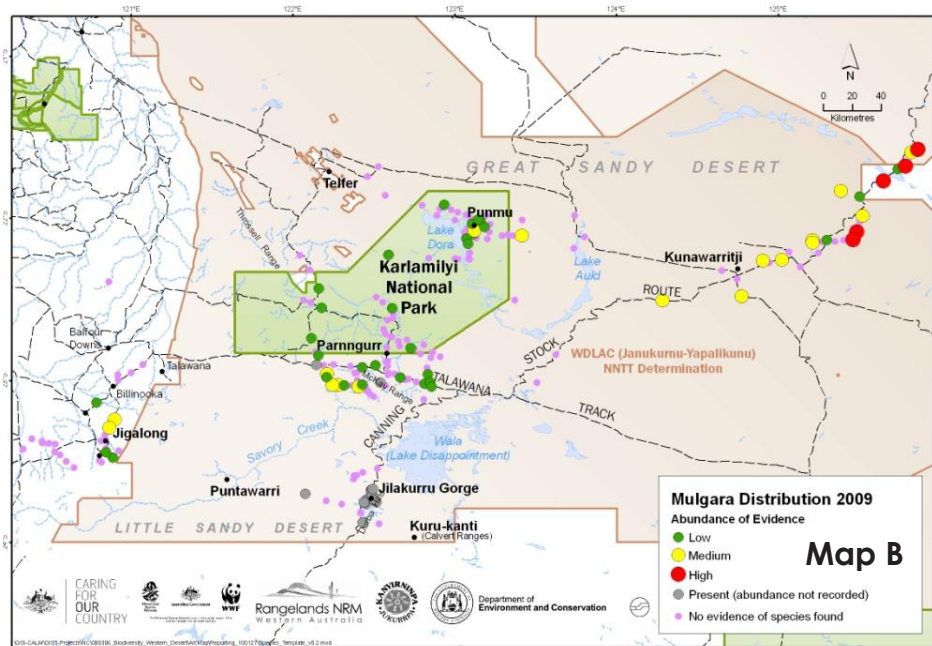 121°E
122°E
123°E
124°E
125°E
N
0 20 40
Kilometres
GREAT SANDY DESERT
Telfer
Throssell Range
Punmu
Lake
Dora
Lake
Auld
Kunawarritji
Karlamilyi
National
Park
ROUTE
STOCK
CANNING
Parnngurr
McKay Range
TALAWANA
TRACK
WDLAC (Janukurnu-Yapalikunu)
NNTT Determination
Balfour
Downs
Talawana
Billinooka
Jigalong
Savory Creek
Wala
(Lake Disappointment)
Puntawarri
Jilakurru Gorge
Durba
Kuru-kanti
(Calvert Ranges)
LITTLE SANDY DESERT
Mulgara Distribution 2009
Abundance of Evidence
Low
Medium
High
Present (abundance not recorded)
No evidence of species found
Map B
CARING
FOR
OUR
COUNTRY
WWF
Rangelands NRM
Western Australia
KANYIRNINPA
JUKURRPA
Department of
Environment and Conservation